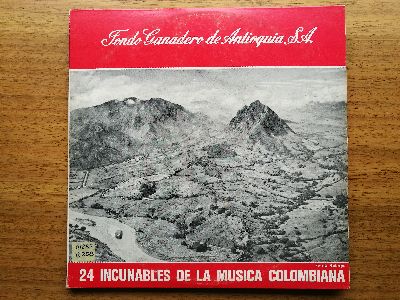 Fondo Ganadero de Antioquia, S.A.
24 INCUNABLES DE LA MUSICA COLOMBIANA